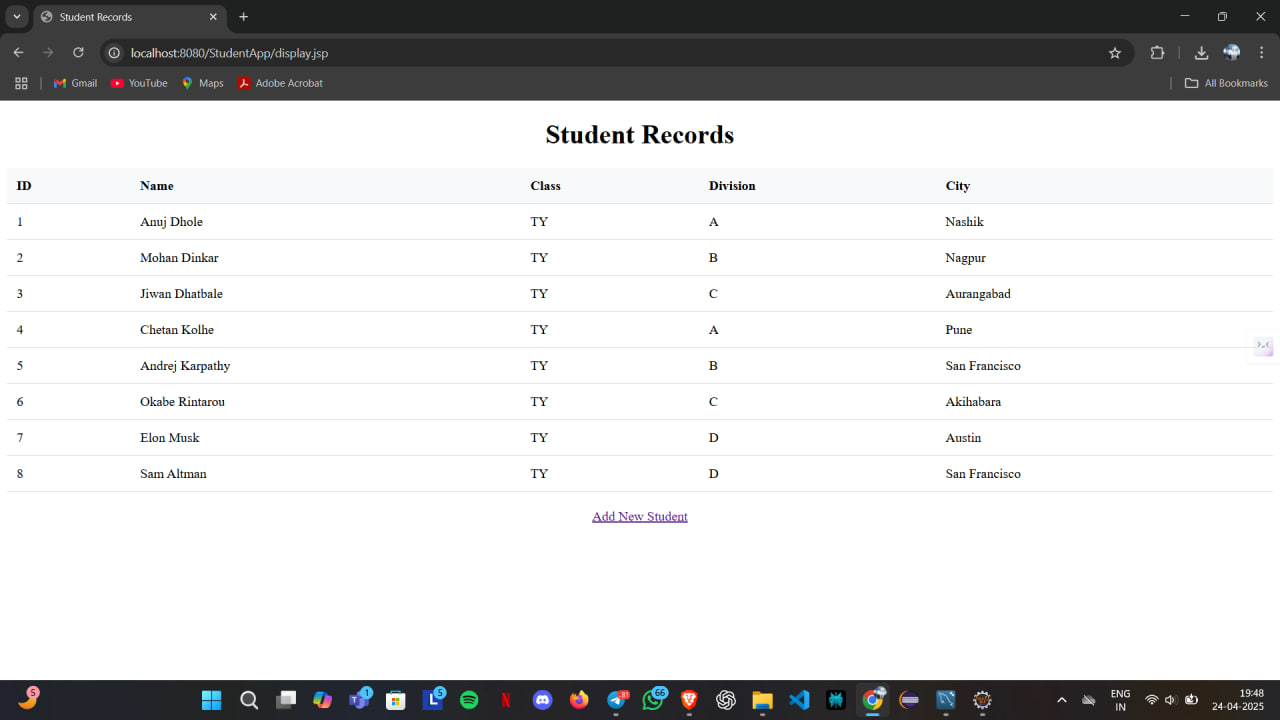 Student Records
localhost:8080/StudentApp/display.jsp
Gmail YouTube Maps Adobe Acrobat All Bookmarks
Student Records
ID Name Class Division City
1 Anuj Dhole TY A Nashik
2 Mohan Dinkar TY B Nagpur
3 Jiwan Dhatbale TY C Aurangabad
4 Chetan Kolhe TY A Pune
5 Andrej Karpathy TY B San Francisco
6 Okabe Rintarou TY C Akihabara
7 Elon Musk TY D Austin
8 Sam Altman TY D San Francisco
Add New Student
5 1 5 81 66 ENG 19:48
IN 24-04-2025